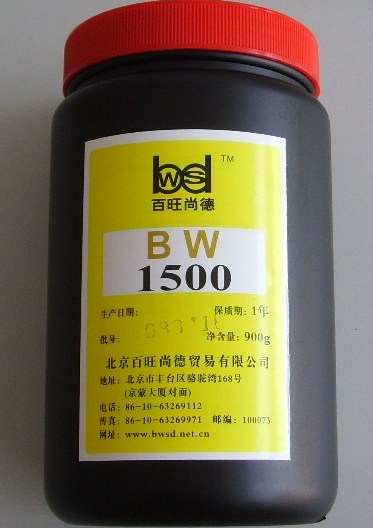 bwsd TM
百旺尚德
BW
1500
生产日期: 保质期: 1年
批号: 净含量: 900g
北京百旺尚德贸易有限公司
地址: 北京市丰台区骆驼湾168号
(京蒙大厦对面)
电话: 86-10-63269112
传真: 86-10-63269971 邮编: 100073
网址: www.bwsd.net.cn